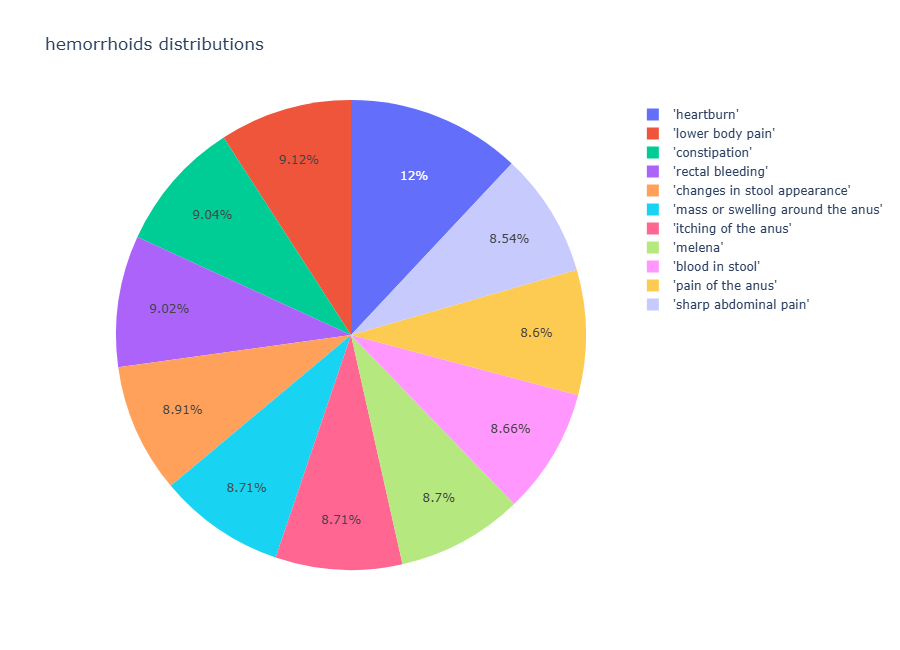 hemorrhoids distributions
9.12%
12%
9.04%
8.54%
9.02%
8.6%
8.91%
8.66%
8.71%
8.7%
8.71%
'heartburn'
'lower body pain'
'constipation'
'rectal bleeding'
'changes in stool appearance'
'mass or swelling around the anus'
'itching of the anus'
'melena'
'blood in stool'
'pain of the anus'
'sharp abdominal pain'